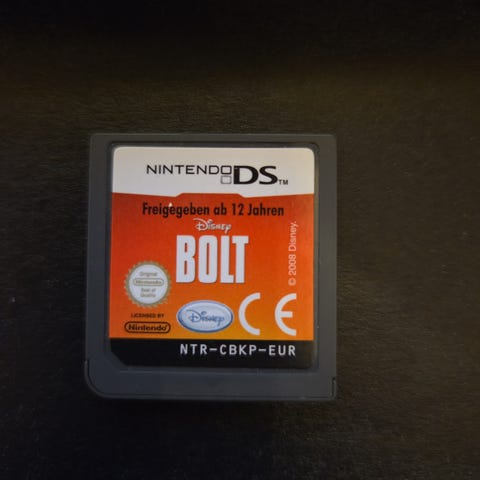 NINTENDO DS™
Freigegeben ab 12 Jahren
Disney
BOLT
© 2008 Disney.
Original
Nintendo
Seal of
Quality
LICENSED BY
Nintendo
Disney
CE
NTR-CBKP-EUR